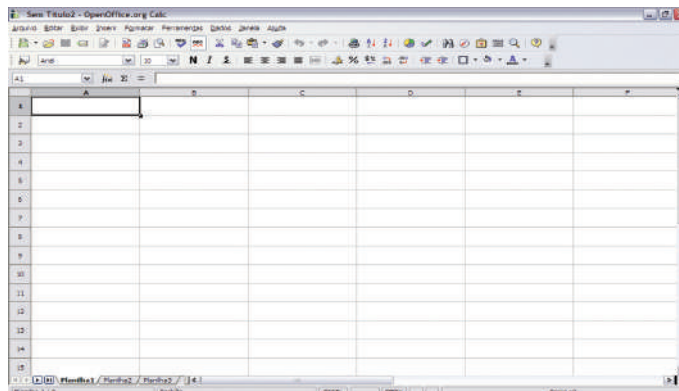 Sem Título2 - OpenOffice.org Calc
Arquivo Editar Exibir Inserir Formatar Ferramentas Dados Janela Ajuda
Arial 10 N I S
A1 Σ =
A B C D E F
1
2
3
4
5
6
7
8
9
10
11
12
13
14
15
Planilha1 Planilha2 Planilha3